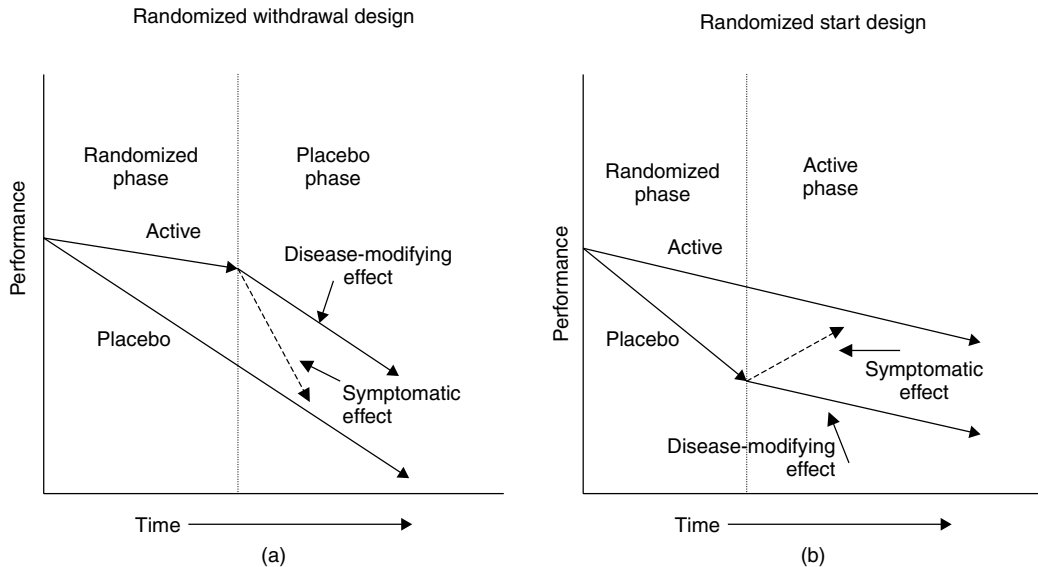 Randomized withdrawal design
Performance
Randomized
phase
Placebo
phase
Active
Disease-modifying
effect
Placebo
Symptomatic
effect
Time
(a)
Randomized start design
Performance
Randomized
phase
Active
phase
Active
Placebo
Symptomatic
effect
Disease-modifying
effect
Time
(b)